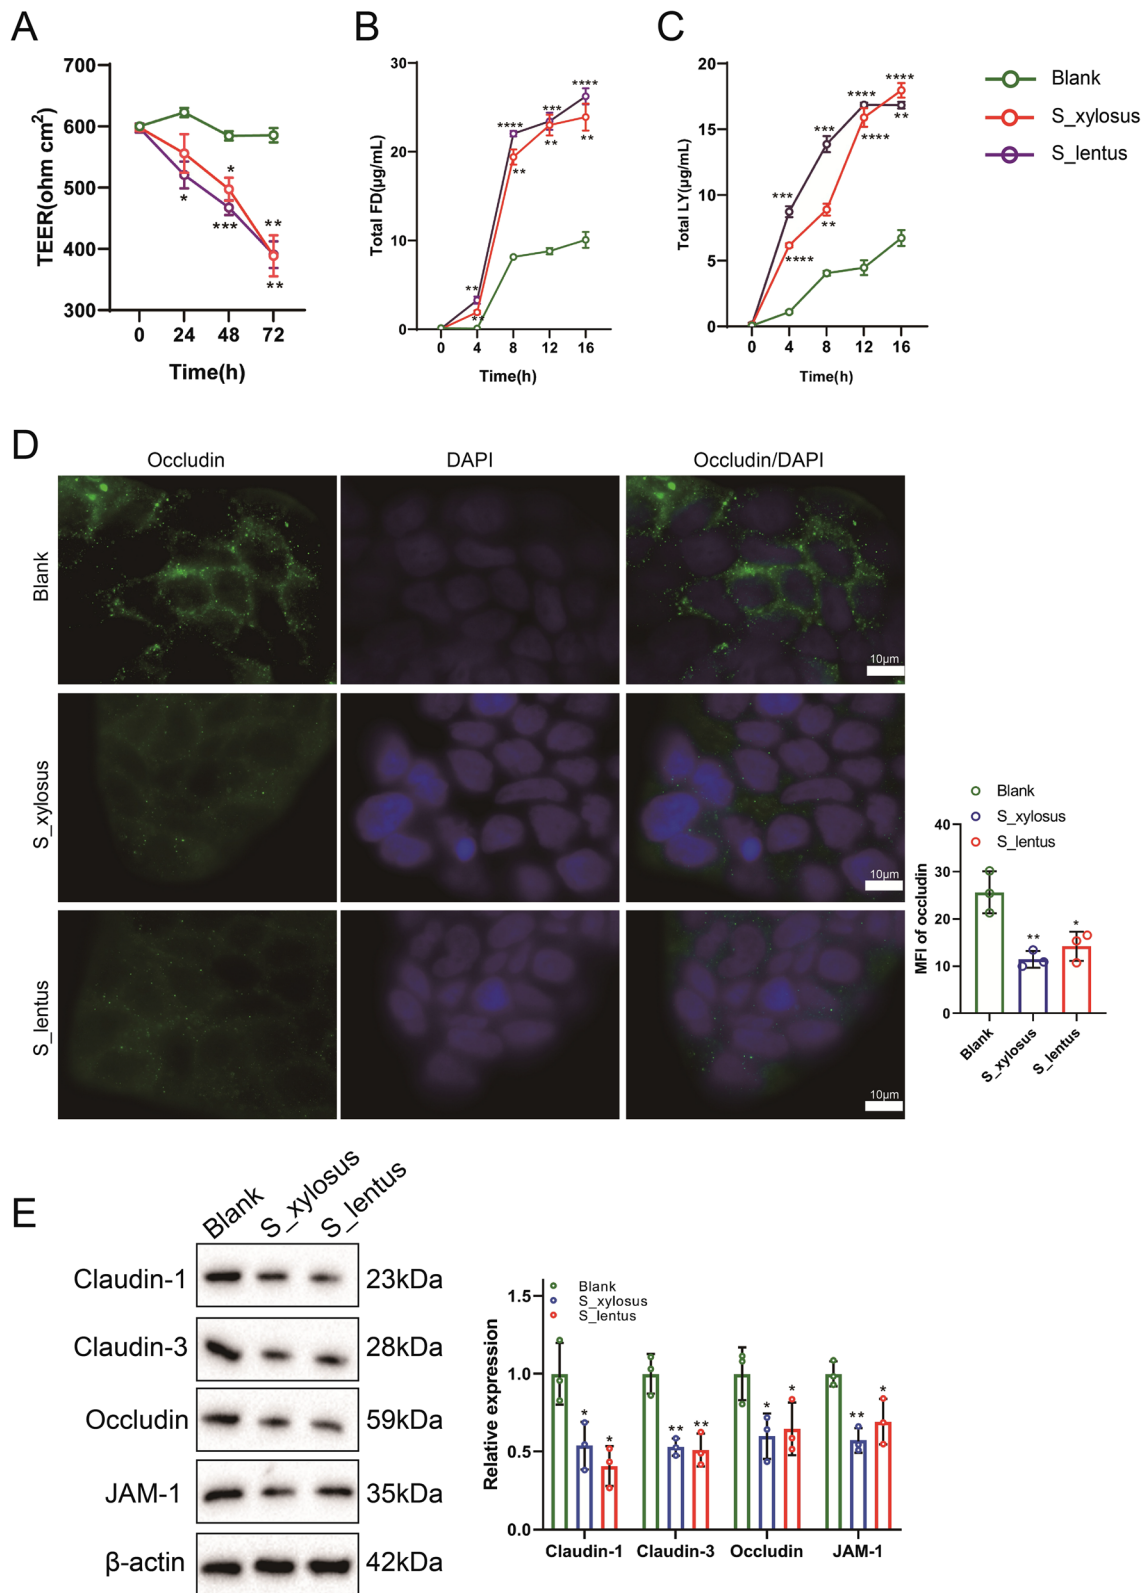 A
B
C
700
600
500
400
300
TEER(ohm cm²)
*
*
***
**
**
0 24 48 72
Time(h)
30
20
10
0
Total FD(μg/mL)
**
**
****
**
***
**
****
**
0 4 8 12 16
Time(h)
20
15
10
5
0
Total LY(μg/mL)
***
****
***
**
****
****
****
**
0 4 8 12 16
Time(h)
Blank
S_xylosus
S_lentus
D
Occludin DAPI Occludin/DAPI
Blank
10μm
S_xylosus
10μm
S_lentus
10μm
Blank
S_xylosus
S_lentus
40
30
20
10
0
MFI of occludin
**
*
Blank
S_xylosus
S_lentus
E
Blank
S_xylosus
S_lentus
Claudin-1 23kDa
Claudin-3 28kDa
Occludin 59kDa
JAM-1 35kDa
β-actin 42kDa
Blank
S_xylosus
S_lentus
1.5
1.0
0.5
0.0
Relative expression
* *
** **
* *
** *
Claudin-1 Claudin-3 Occludin JAM-1